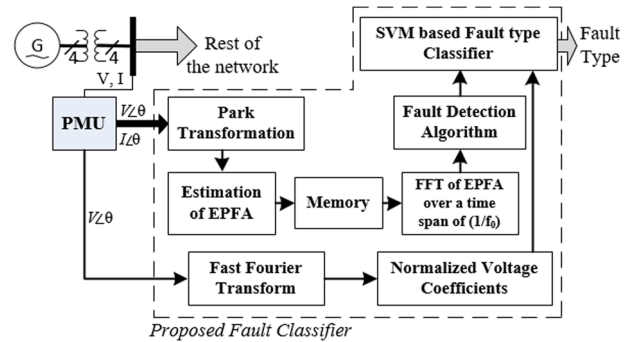 G
4
4
Rest of
the network
V, I
PMU
V∠θ
I∠θ
Park
Transformation
Estimation
of EPFA
Memory
FFT of EPFA
over a time
span of (1/f₀)
Fault Detection
Algorithm
SVM based Fault type
Classifier
Fault
Type
V∠θ
Fast Fourier
Transform
Normalized Voltage
Coefficients
Proposed Fault Classifier